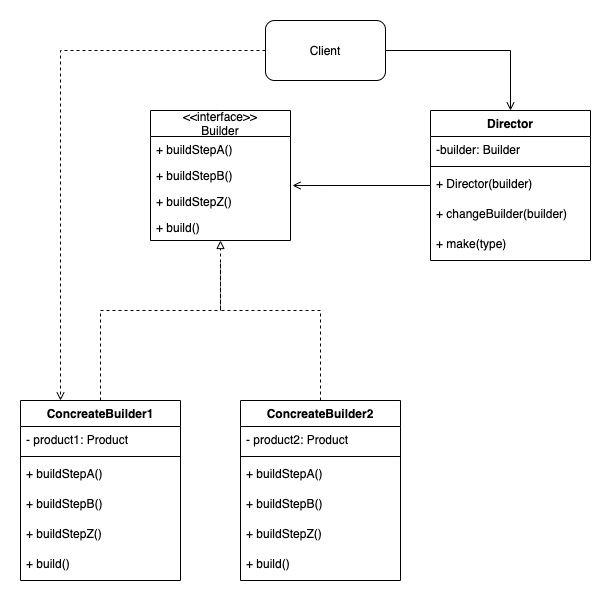 Client
<<interface>>
Builder
+ buildStepA()
+ buildStepB()
+ buildStepZ()
+ build()
Director
-builder: Builder
+ Director(builder)
+ changeBuilder(builder)
+ make(type)
ConcreateBuilder1
- product1: Product
+ buildStepA()
+ buildStepB()
+ buildStepZ()
+ build()
ConcreateBuilder2
- product2: Product
+ buildStepA()
+ buildStepB()
+ buildStepZ()
+ build()